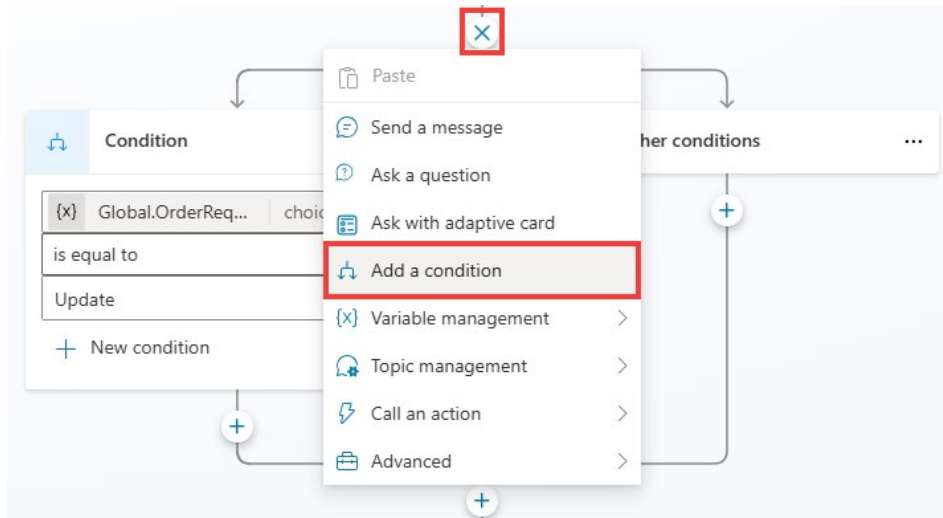 Paste
Send a message
Condition
her conditions
...
Ask a question
{x} Global.OrderReq... choic
Ask with adaptive card
is equal to
Add a condition
Update
{x} Variable management
New condition
Topic management
Call an action
Advanced